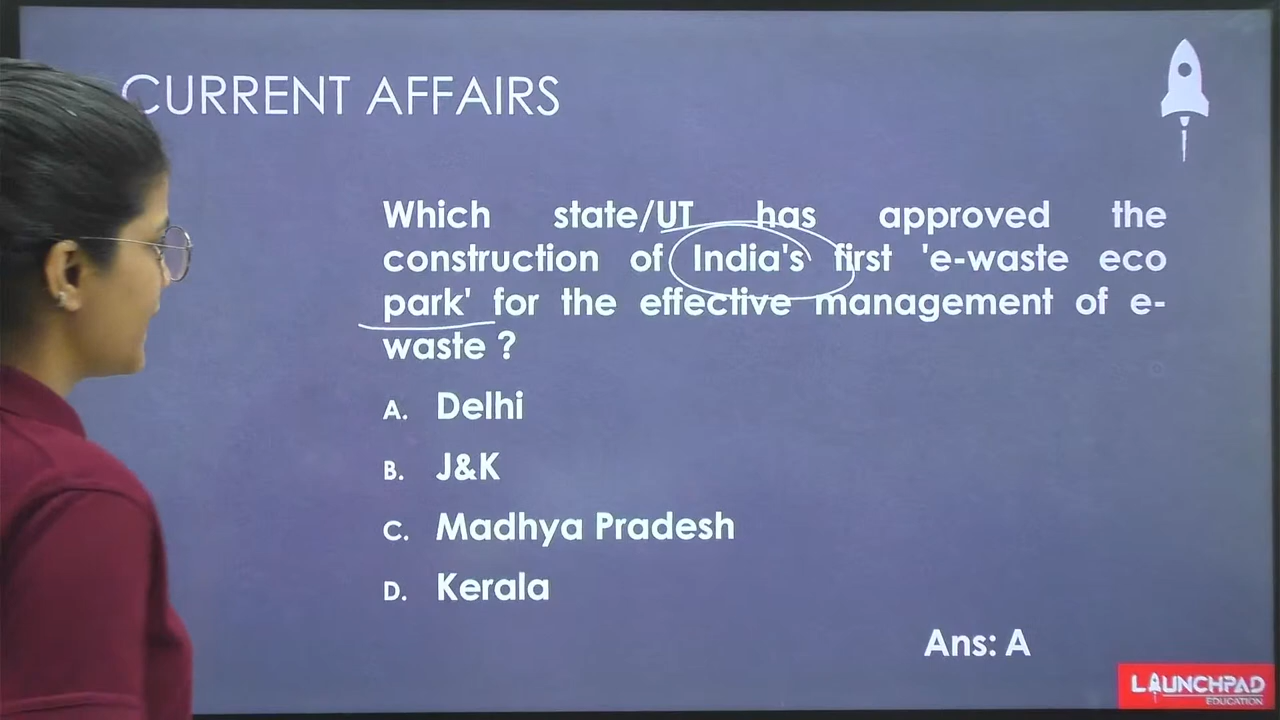 CURRENT AFFAIRS
Which state/UT has approved the
construction of India's first 'e-waste eco
park' for the effective management of e-
waste ?
A. Delhi
B. J&K
C. Madhya Pradesh
D. Kerala
Ans: A
LAUNCHPAD
EDUCATION